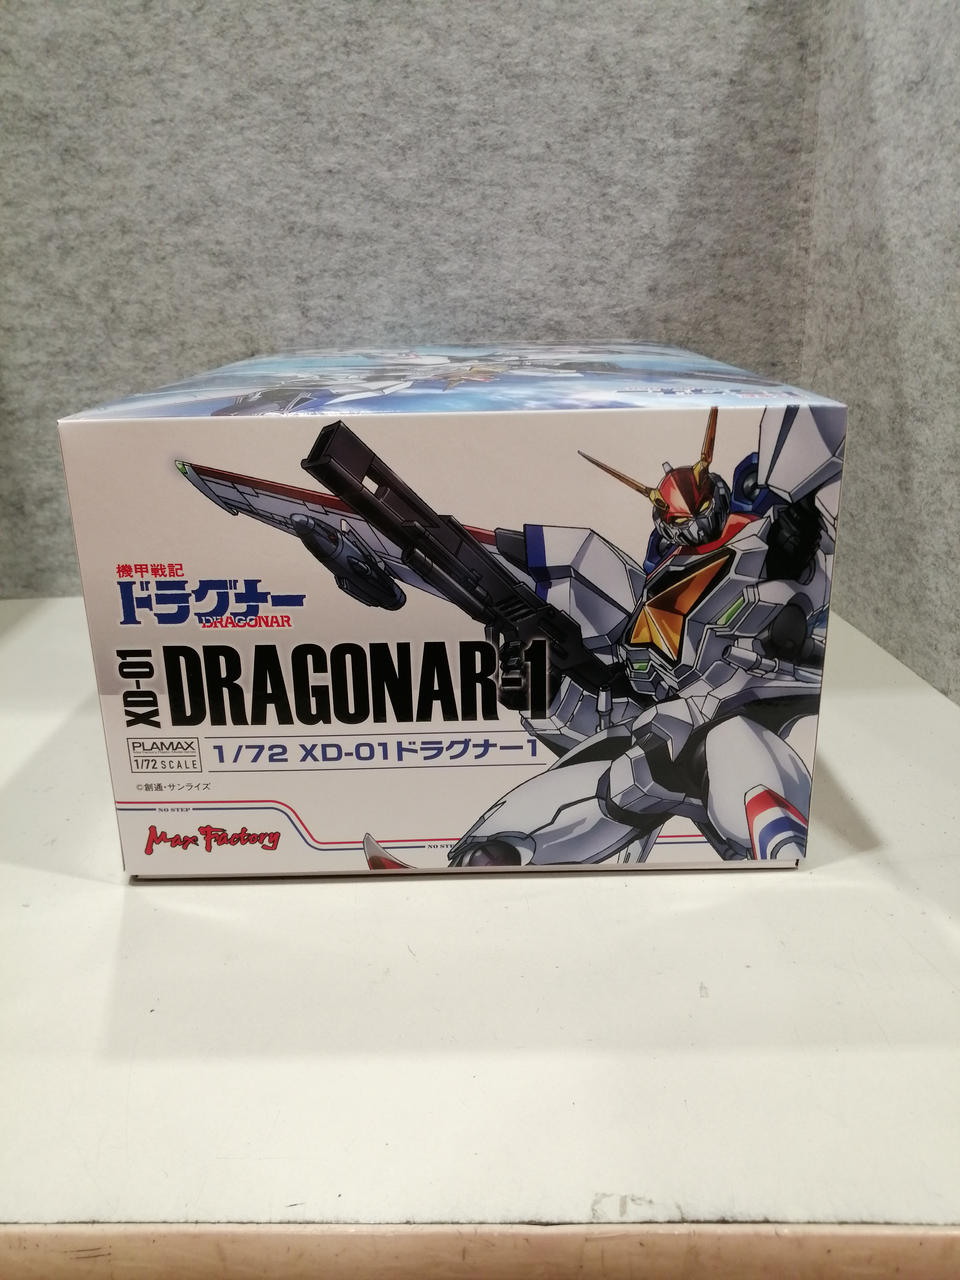 機甲戦記
ドラグナー
DRAGONAR
XD-01
DRAGONAR-1
PLAMAX
1/72 SCALE
1/72 XD-01ドラグナー1
©創通・サンライズ
NO STEP
Max Factory
NO STEP